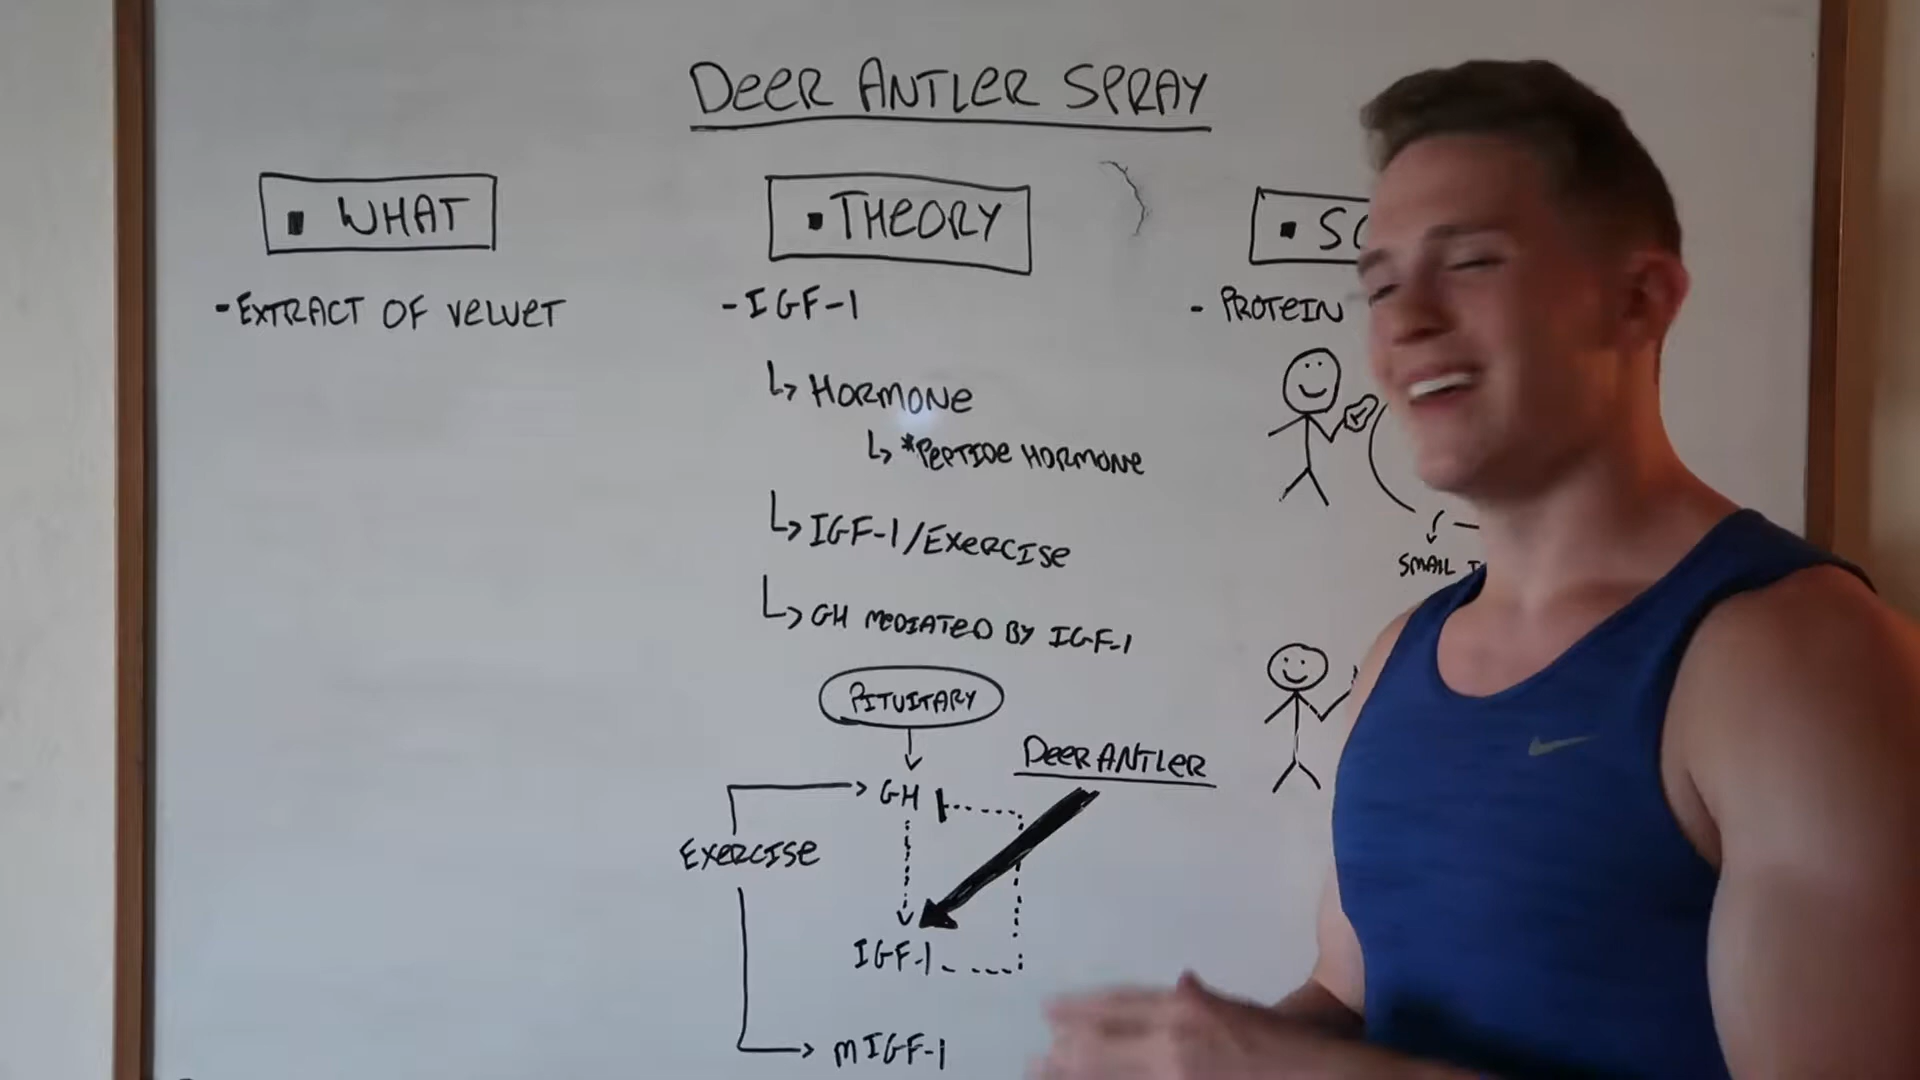 DEER ANTLER SPRAY
▪ WHAT
- EXTRACT OF VELVET
▪ THEORY
- IGF-1
↳ HORMONE
↳ *PEPTIDE HORMONE
↳ IGF-1/EXERCISE
↳ GH MEDIATED BY IGF-1
PITUITARY
DEER ANTLER
GH
EXERCISE
IGF-1
MIGF-1
- PROTEIN
SMALL